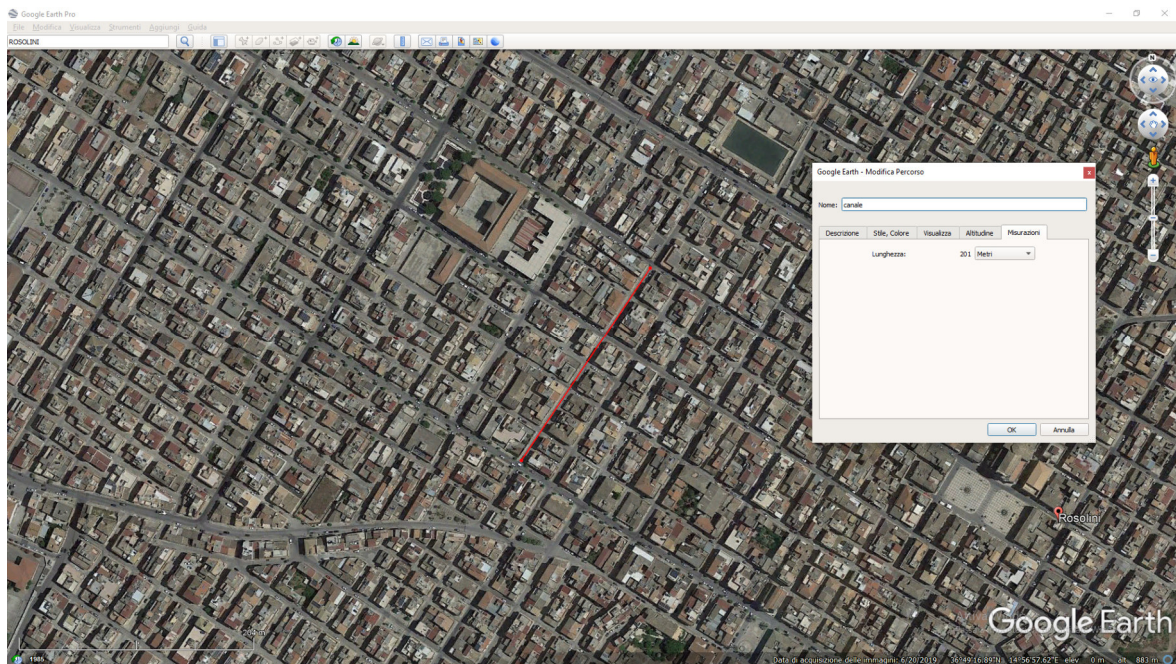 Google Earth Pro
File Modifica Visualizza Strumenti Aggiungi Guida
ROSOLINI
N
Google Earth - Modifica Percorso
Nome: canale
Descrizione Stile, Colore Visualizza Altitudine Misurazioni
Lunghezza: 201 Metri
OK Annulla
Rosolini
Google Earth
204 m
1985
Data di acquisizione delle immagini: 6/20/2019 36°49'16.89"N 14°56'57.62"E elev 0 m alt 883 m